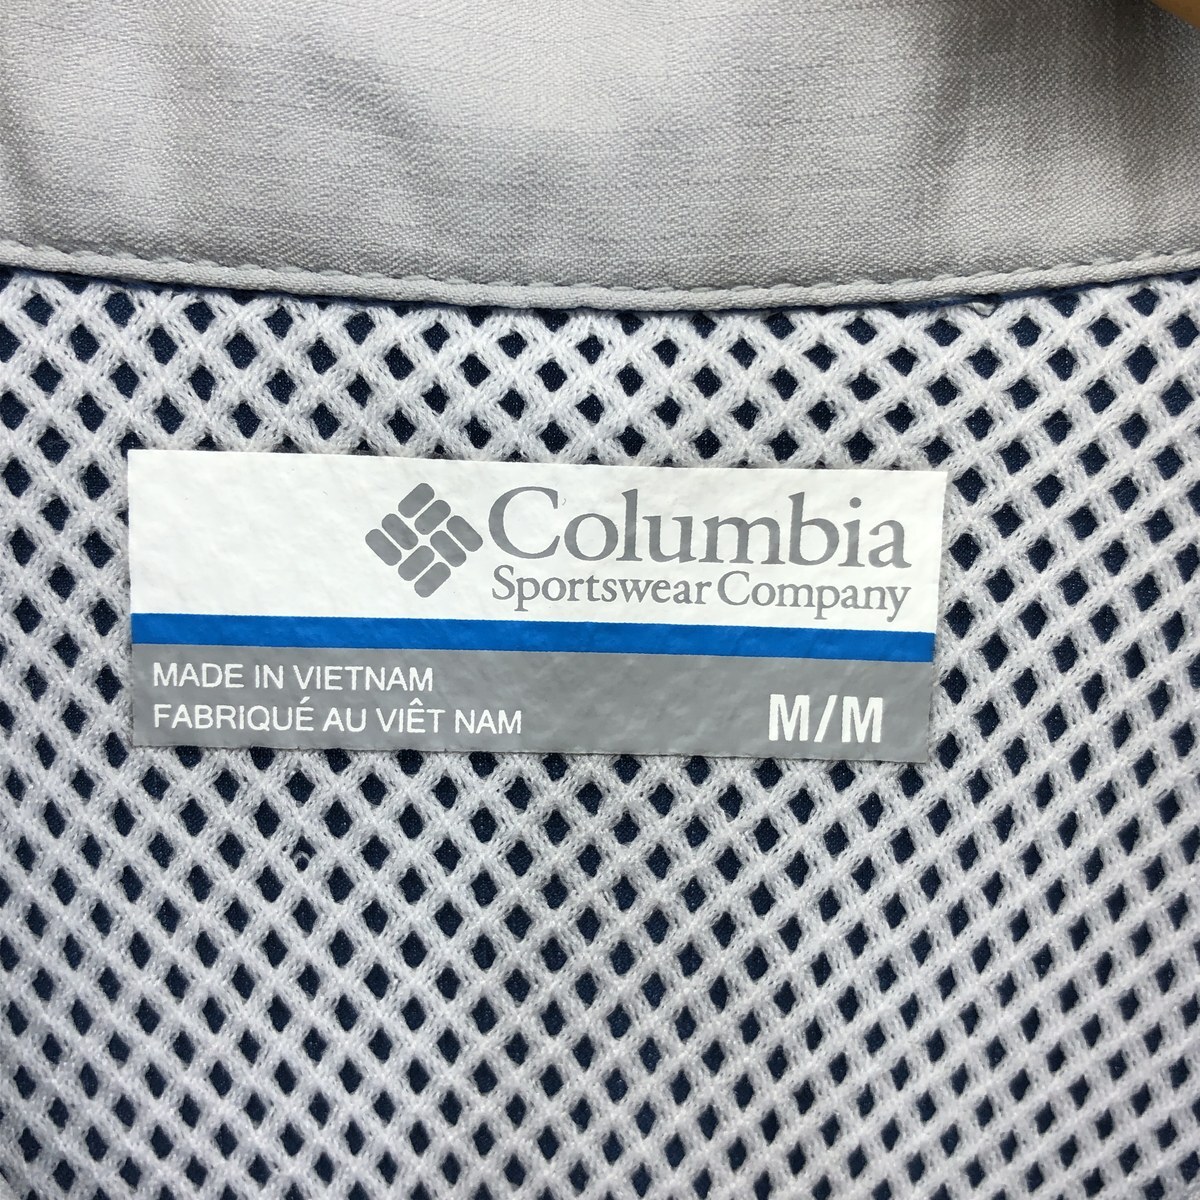 Columbia
Sportswear Company
MADE IN VIETNAM
FABRIQUÉ AU VIÊT NAM
M/M